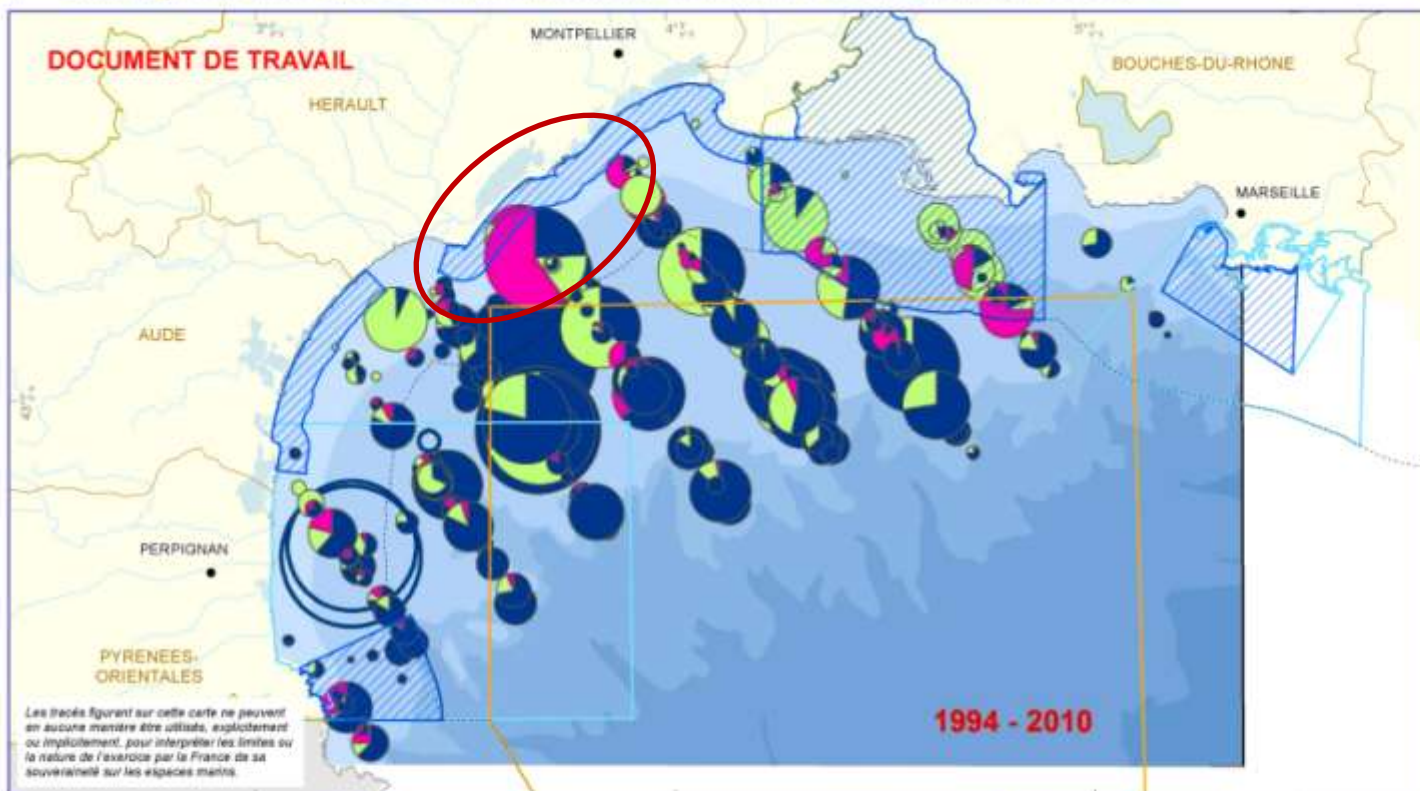 MONTPELLIER
DOCUMENT DE TRAVAIL
BOUCHES-DU-RHÔNE
HERAULT
MARSEILLE
AUDE
PERPIGNAN
PYRENEES-
ORIENTALES
Les tracés figurant sur cette carte ne peuvent
en aucune manière être utilisés, explicitement
ou implicitement, pour interpréter les limites ou
la nature de l'exercice par la France de sa
souveraineté sur les espaces marins.
1994 - 2010